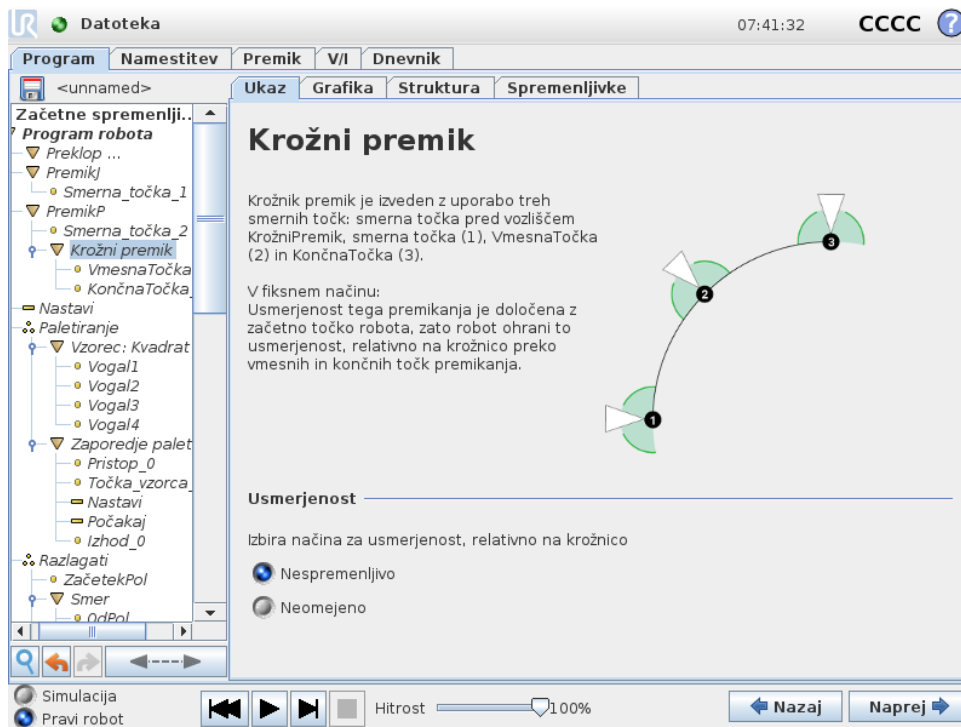 UR
Datoteka
07:41:32
CCCC
?
Program
Namestitev
Premik
V/I
Dnevnik
<unnamed>
Ukaz
Grafika
Struktura
Spremenljivke
Začetne spremenlji..
Program robota
Preklop ...
PremikJ
Smerna_točka_1
PremikP
Smerna_točka_2
Krožni premik
VmesnaTočka
KončnaTočka_
Nastavi
Paletiranje
Vzorec: Kvadrat
Vogal1
Vogal2
Vogal3
Vogal4
Zaporedje palet
Pristop_0
Točka_vzorca_
Nastavi
Počakaj
Izhod_0
Razlagati
ZačetekPol
Smer
OdPol
Krožni premik
Krožnik premik je izveden z uporabo treh
smernih točk: smerna točka pred vozliščem
KrožniPremik, smerna točka (1), VmesnaTočka
(2) in KončnaTočka (3).
V fiksnem načinu:
Usmerjenost tega premikanja je določena z
začetno točko robota, zato robot ohrani to
usmerjenost, relativno na krožnico preko
vmesnih in končnih točk premikanja.
3
2
1
Usmerjenost
Izbira načina za usmerjenost, relativno na krožnico
Nespremenljivo
Neomejeno
Simulacija
Pravi robot
Hitrost
100%
Nazaj
Naprej